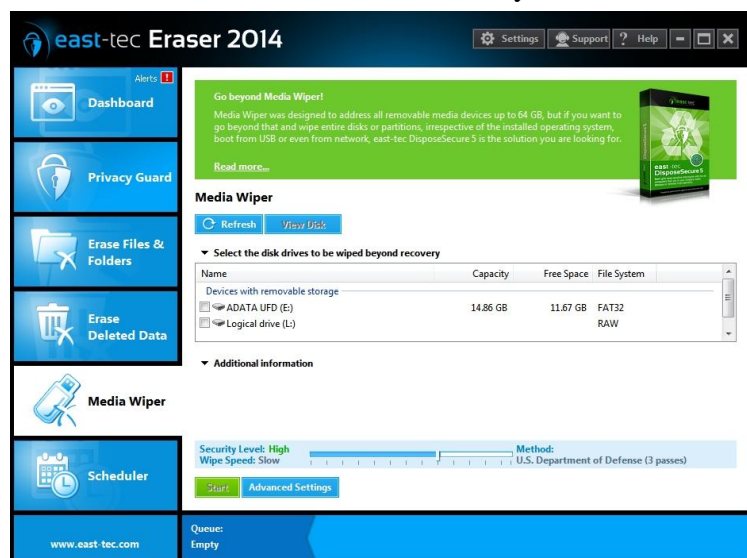 east-tec Eraser 2014
Settings
Support
? Help
Alerts !
Dashboard
Privacy Guard
Erase Files &
Folders
Erase
Deleted Data
Media Wiper
Scheduler
www.east-tec.com
Go beyond Media Wiper!
Media Wiper was designed to address all removable media devices up to 64 GB, but if you want to
go beyond that and wipe entire disks or partitions, irrespective of the installed operating system,
boot from USB or even from network, east-tec DisposeSecure 5 is the solution you are looking for.
Read more...
east-tec
DisposeSecure 5
Media Wiper
Refresh
View Disk
Select the disk drives to be wiped beyond recovery
Name Capacity Free Space File System
Devices with removable storage
ADATA UFD (E:) 14.86 GB 11.67 GB FAT32
Logical drive (L:) RAW
Additional information
Security Level: High
Wipe Speed: Slow
Method:
U.S. Department of Defense (3 passes)
Start
Advanced Settings
Queue:
Empty